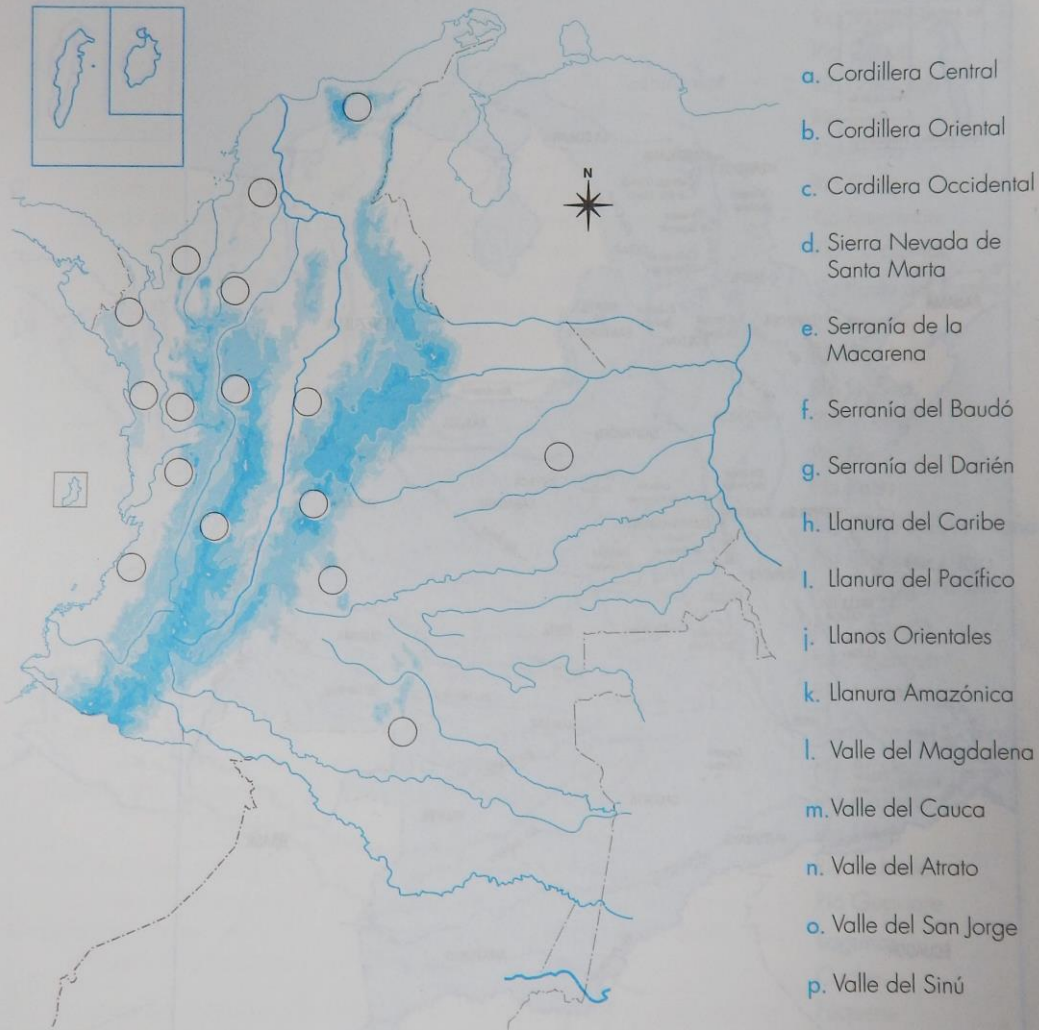 N
a. Cordillera Central
b. Cordillera Oriental
c. Cordillera Occidental
d. Sierra Nevada de
Santa Marta
e. Serranía de la
Macarena
f. Serranía del Baudó
g. Serranía del Darién
h. Llanura del Caribe
I. Llanura del Pacífico
j. Llanos Orientales
k. Llanura Amazónica
l. Valle del Magdalena
m. Valle del Cauca
n. Valle del Atrato
o. Valle del San Jorge
p. Valle del Sinú